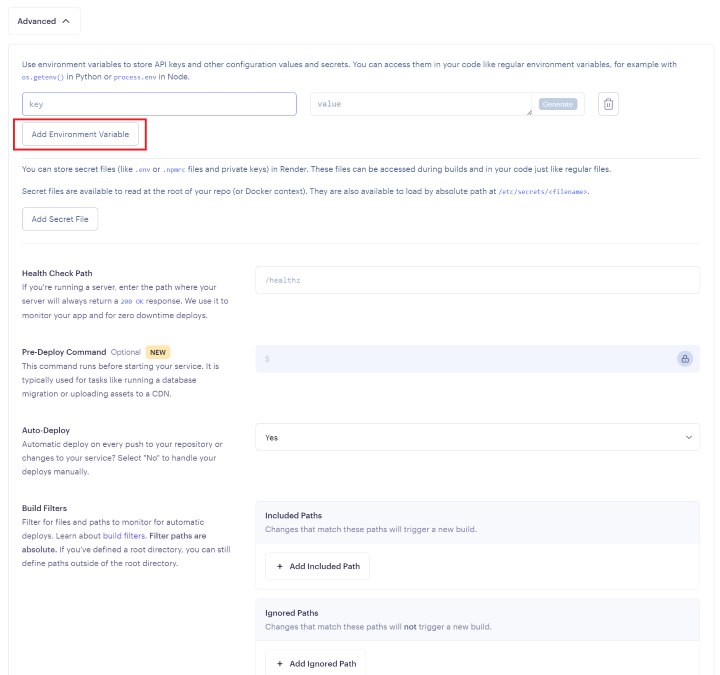 Advanced
Use environment variables to store API keys and other configuration values and secrets. You can access them in your code like regular environment variables, for example with
os.getenv() in Python or process.env in Node.
key
value
Generate
Add Environment Variable
You can store secret files (like .env or .npmrc files and private keys) in Render. These files can be accessed during builds and in your code just like regular files.
Secret files are available to read at the root of your repo (or Docker context). They are also available to load by absolute path at /etc/secrets/<filename>.
Add Secret File
Health Check Path
If you're running a server, enter the path where your
server will always return a 200 OK response. We use it to
monitor your app and for zero downtime deploys.
/healthz
Pre-Deploy Command Optional NEW
This command runs before starting your service. It is
typically used for tasks like running a database
migration or uploading assets to a CDN.
$
Auto-Deploy
Automatic deploy on every push to your repository or
changes to your service? Select "No" to handle your
deploys manually.
Yes
Build Filters
Filter for files and paths to monitor for automatic
deploys. Learn about build filters. Filter paths are
absolute. If you've defined a root directory, you can still
define paths outside of the root directory.
Included Paths
Changes that match these paths will trigger a new build.
+ Add Included Path
Ignored Paths
Changes that match these paths will not trigger a new build.
+ Add Ignored Path